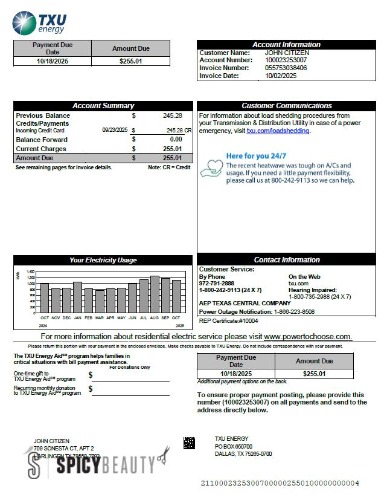 TXU
energy
Payment Due
Date
Amount Due
10/18/2025
$255.01
Account Information
Customer Name: JOHN CITIZEN
Account Number: 100023253007
Invoice Number: 055753038406
Invoice Date: 10/02/2025
Account Summary
Previous Balance $ 245.28
Credits/Payments
Incoming Credit Card 09/23/2025 $ 245.28 CR
Balance Forward $ 0.00
Current Charges $ 255.01
Amount Due $ 255.01
See remaining pages for invoice details. Note: CR = Credit
Customer Communications
For information about load shedding procedures from
your Transmission & Distribution Utility in case of a power
emergency, visit txu.com/loadshedding.
Here for you 24/7
The recent heatwave was tough on A/Cs and
usage. If you need a little payment flexibility,
please call us at 800-242-9113 so we can help.
Your Electricity Usage
OCT NOV DEC JAN FEB MAR APR MAY JUN JUL AUG SEP OCT
2024 2025
Contact Information
Customer Service:
By Phone
972-791-2888
1-800-242-9113 (24 X 7)
On the Web
txu.com
Hearing Impaired:
1-800-735-2988 (24 X 7)
AEP TEXAS CENTRAL COMPANY
Power Outage Notification: 1-866-223-8508
REP Certificate#10004
For more information about residential electric service please visit www.powertochoose.com
Please return this portion with your payment in the enclosed envelope. Make checks payable to TXU Energy. Do not include correspondence with your payment.
The TXU Energy Aid℠ program helps families in
critical situations with bill payment assistance.
For Donations Only
One-time gift to
TXU Energy Aid℠ program $
Recurring monthly donation
to TXU Energy Aid℠ program $
Payment Due
Date
Amount Due
10/18/2025
$255.01
Additional payment options on the back.
To ensure proper payment posting, please provide this
number (100023253007) on all payments and send to the
address directly below.
JOHN CITIZEN
709 SONESTA CT, APT 2
HARLINGEN TX
TXU ENERGY
PO BOX 650700
DALLAS, TX 75265-0700
SPICYBEAUTY